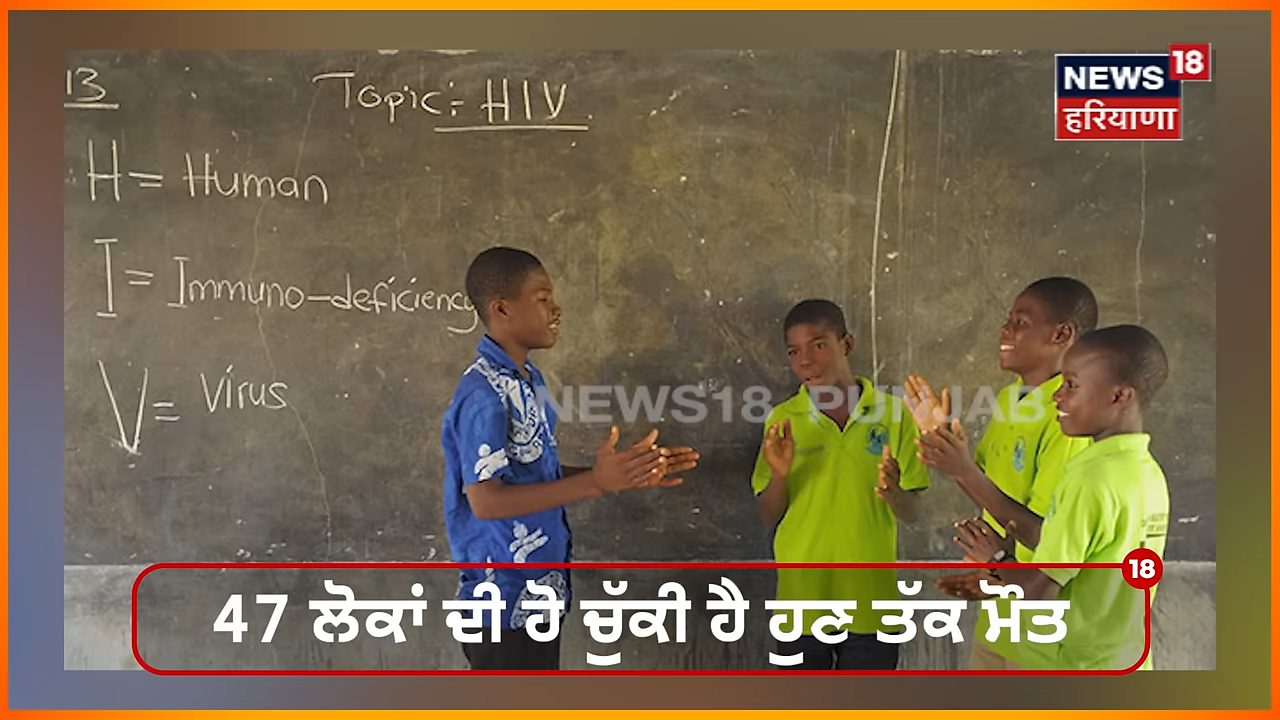 13
Topic:- HIV.
H= Human
I= Immuno-deficiency
V= Virus
NEWS 18
हरियाणा
NEWS18 PUNJAB
18
47 ਲੋਕਾਂ ਦੀ ਹੋ ਚੁੱਕੀ ਹੈ ਹੁਣ ਤੱਕ ਮੌਤ